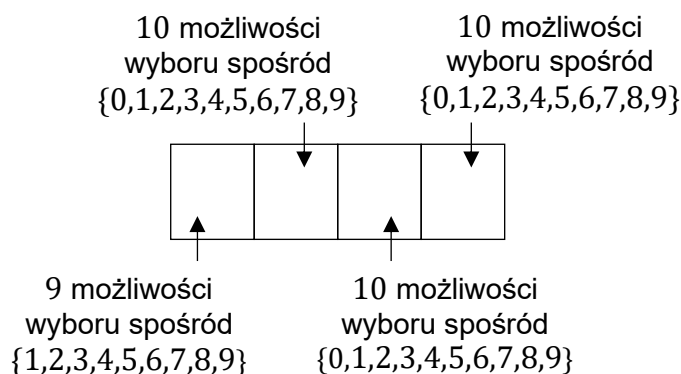 10 możliwości
wyboru spośród
{0,1,2,3,4,5,6,7,8,9}
10 możliwości
wyboru spośród
{0,1,2,3,4,5,6,7,8,9}
9 możliwości
wyboru spośród
{1,2,3,4,5,6,7,8,9}
10 możliwości
wyboru spośród
{0,1,2,3,4,5,6,7,8,9}